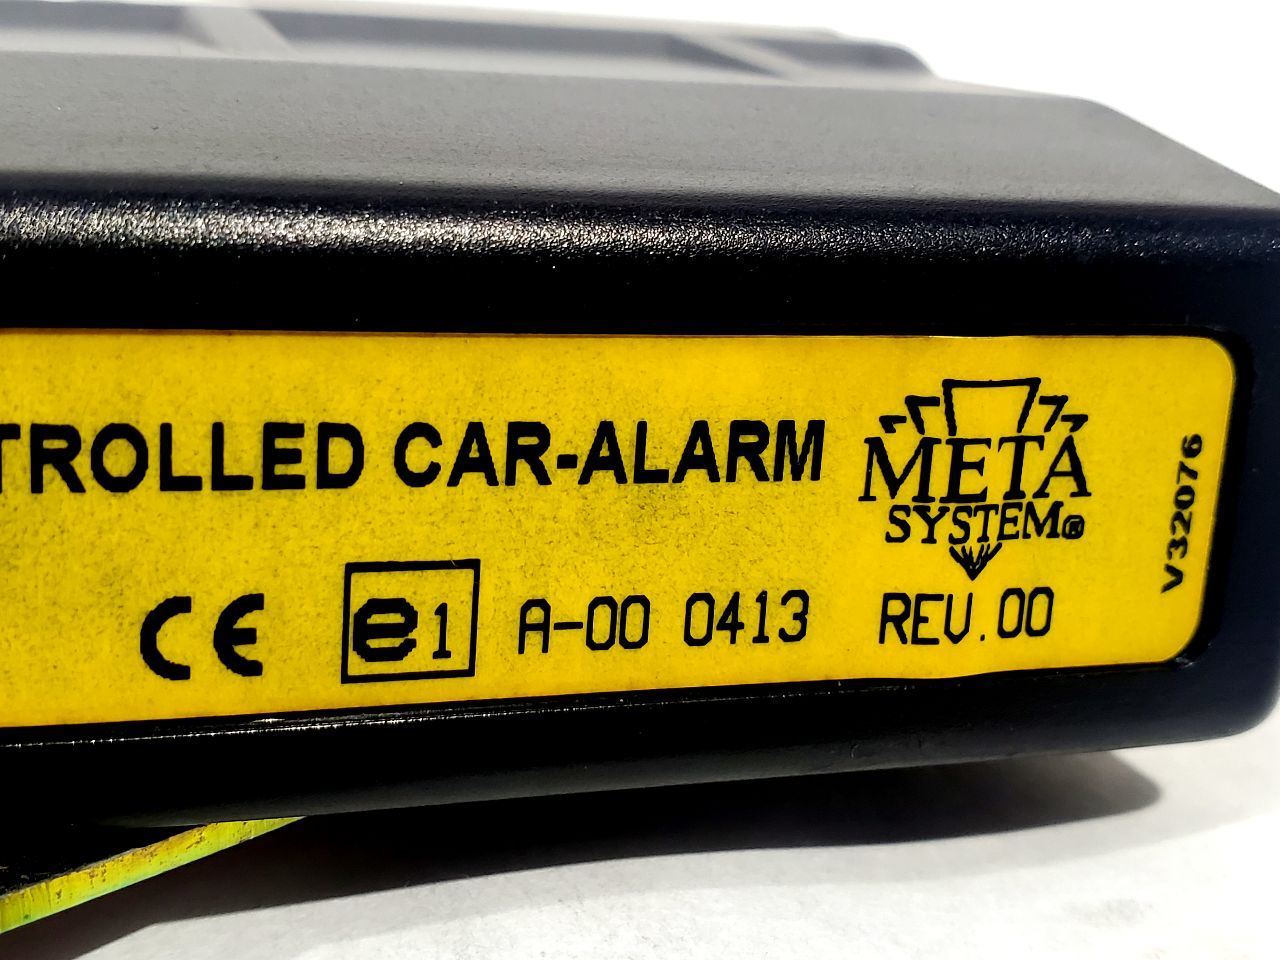 TROLLED CAR-ALARM
META
SYSTEM®
CE e1 A-00 0413 REV.00
V32076